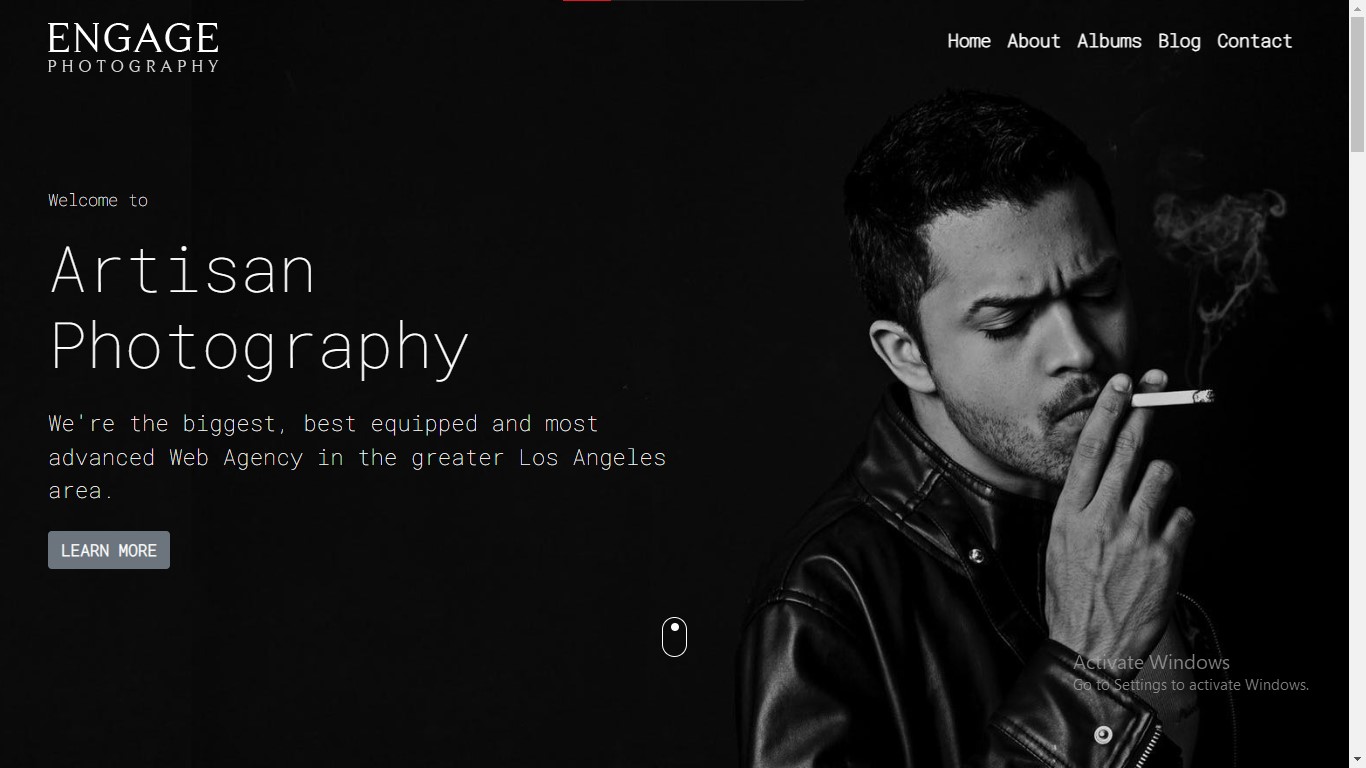 ENGAGE
PHOTOGRAPHY
Home About Albums Blog Contact
Welcome to
Artisan
Photography
We're the biggest, best equipped and most
advanced Web Agency in the greater Los Angeles
area.
LEARN MORE
Activate Windows
Go to Settings to activate Windows.